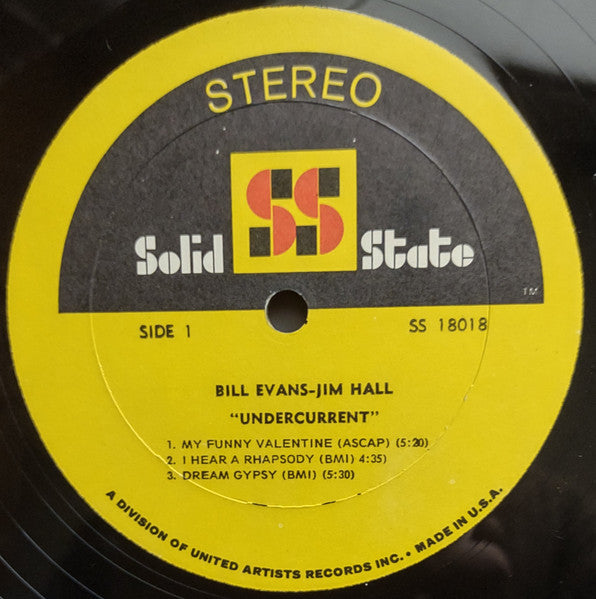 STEREO
SS
Solid State
TM
SIDE 1 SS 18018
BILL EVANS-JIM HALL
"UNDERCURRENT"
1. MY FUNNY VALENTINE (ASCAP) (5:20)
2. I HEAR A RHAPSODY (BMI) 4:35)
3. DREAM GYPSY (BMI) (5:30)
A DIVISION OF UNITED ARTISTS RECORDS INC. • MADE IN U.S.A.